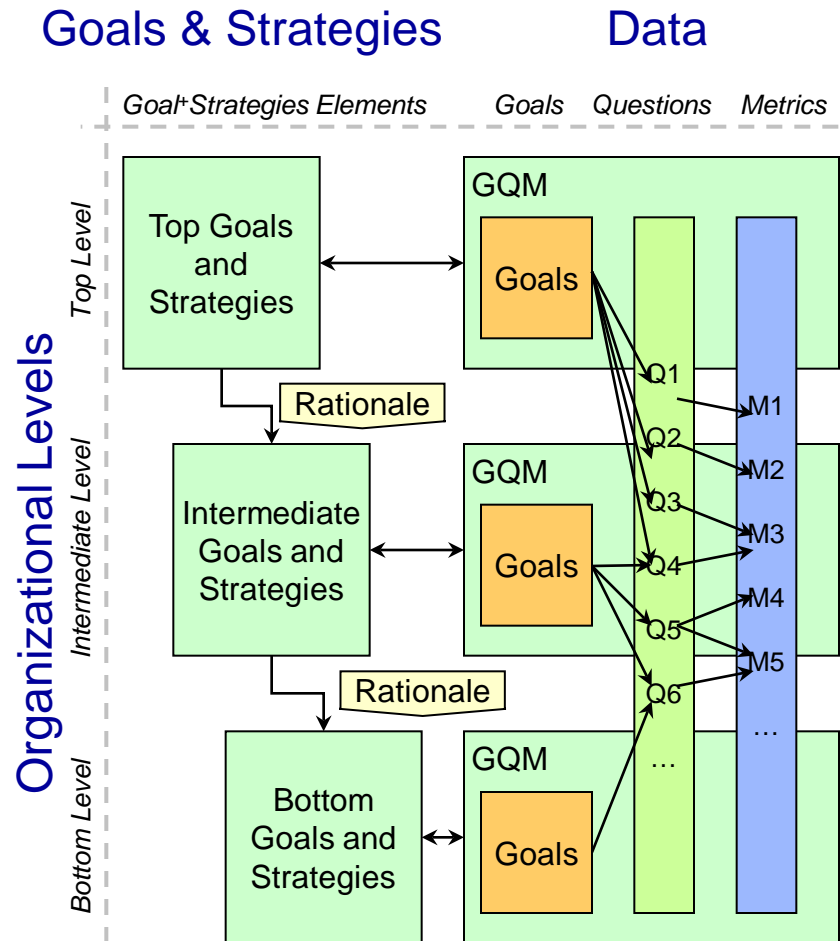 Goals & Strategies
Data
Goal+Strategies Elements
Goals
Questions
Metrics
Organizational Levels
Top Level
Top Goals
and
Strategies
GQM
Goals
Rationale
Q1
M1
Q2
M2
Intermediate Level
Intermediate
Goals and
Strategies
GQM
Goals
Q3
M3
Q4
M4
Q5
M5
Rationale
Q6
…
…
Bottom Level
Bottom
Goals and
Strategies
GQM
Goals